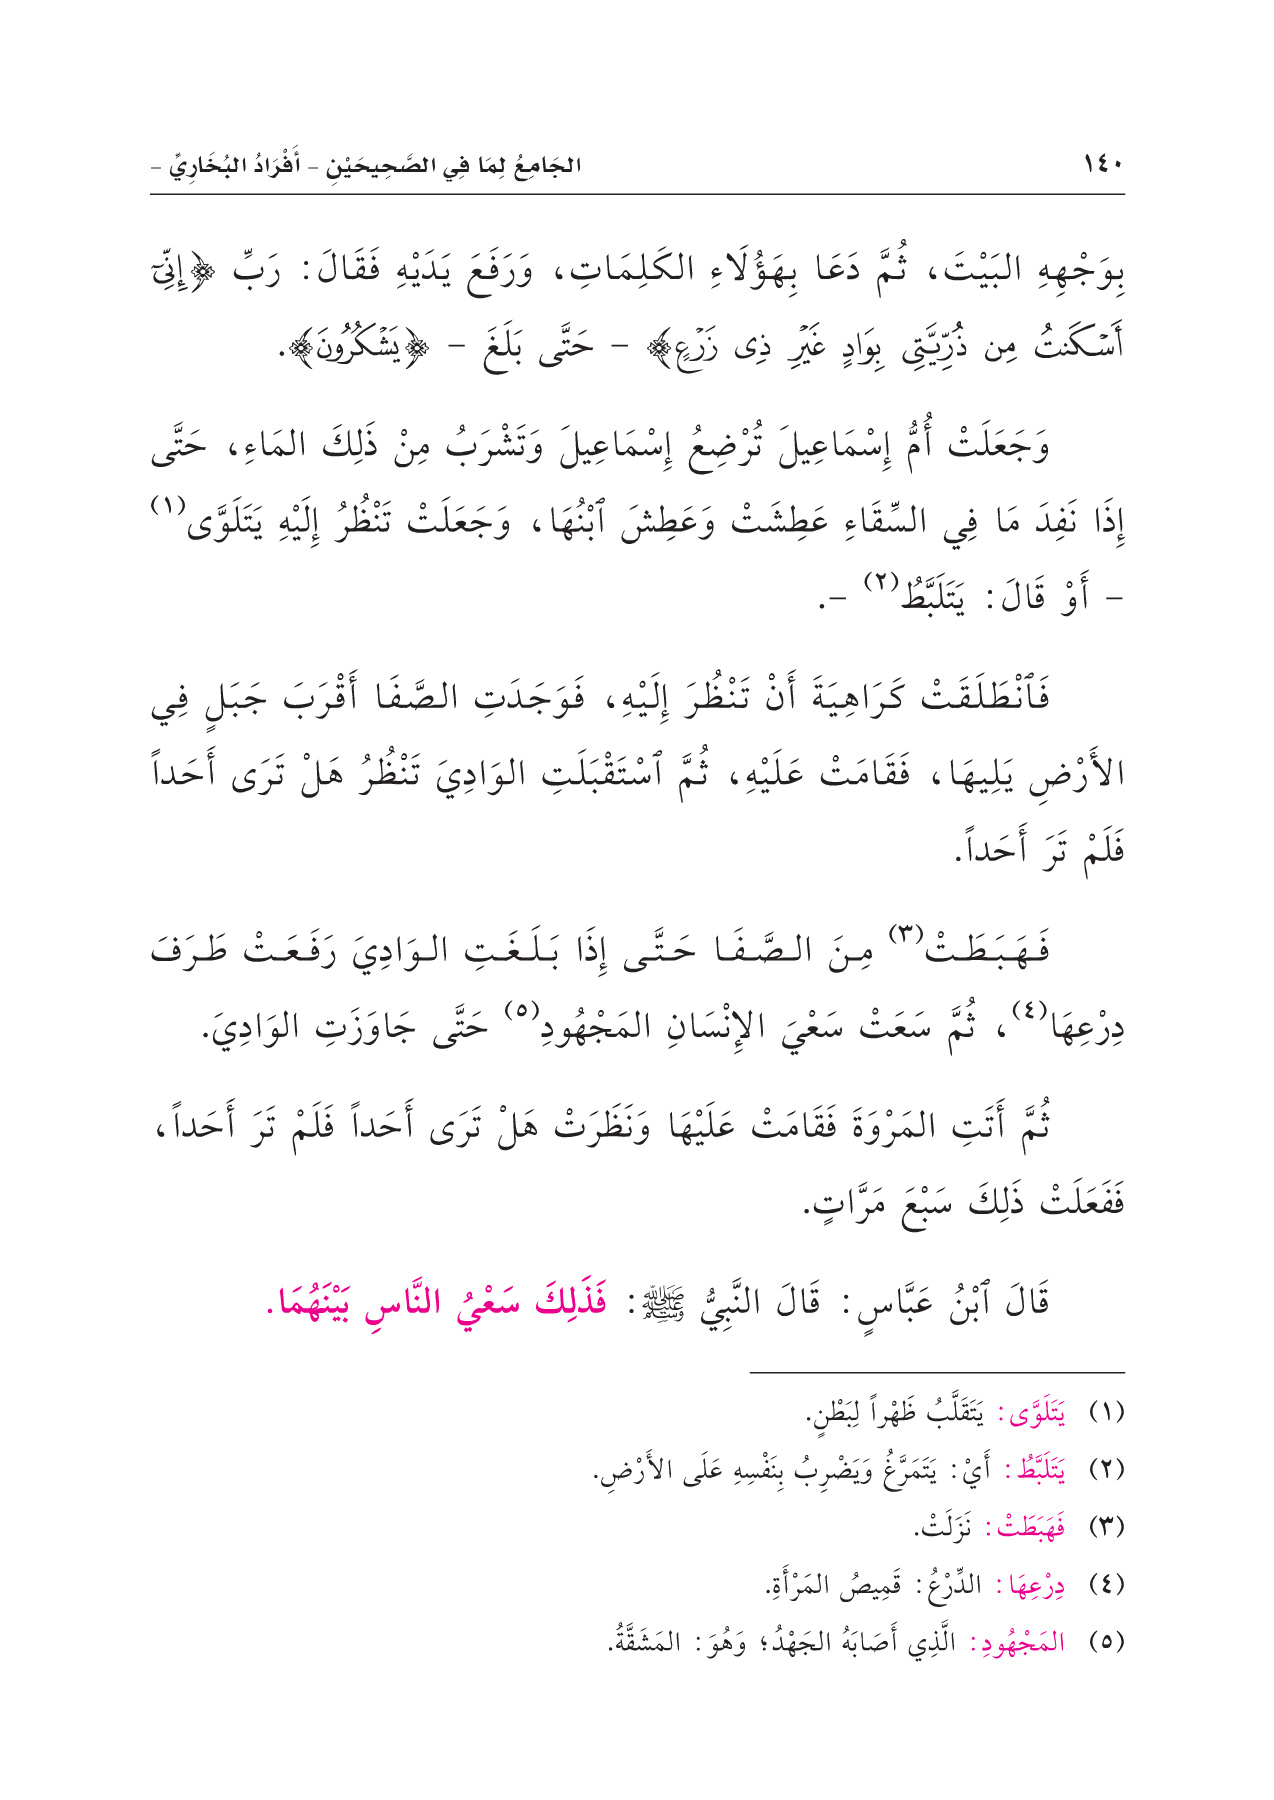 ١٤٠ الجَامِعُ لِمَا فِي الصَّحِيحَيْنِ - أَفْرَادُ البُخَارِيِّ -
بِوَجْهِهِ البَيْتَ، ثُمَّ دَعَا بِهَؤُلَاءِ الكَلِمَاتِ، وَرَفَعَ يَدَيْهِ فَقَالَ: رَبِّ ﴿إِنِّيٓ
أَسۡكَنتُ مِن ذُرِّيَّتِي بِوَادٍ غَيۡرِ ذِي زَرۡعٍ﴾ - حَتَّى بَلَغَ - ﴿يَشۡكُرُونَ﴾.
وَجَعَلَتْ أُمُّ إِسْمَاعِيلَ تُرْضِعُ إِسْمَاعِيلَ وَتَشْرَبُ مِنْ ذَلِكَ المَاءِ، حَتَّى
إِذَا نَفِدَ مَا فِي السِّقَاءِ عَطِشَتْ وَعَطِشَ ٱبْنُهَا، وَجَعَلَتْ تَنْظُرُ إِلَيْهِ يَتَلَوَّى(١)
- أَوْ قَالَ: يَتَلَبَّطُ(٢) -.
فَٱنْطَلَقَتْ كَرَاهِيَةَ أَنْ تَنْظُرَ إِلَيْهِ، فَوَجَدَتِ الصَّفَا أَقْرَبَ جَبَلٍ فِي
الأَرْضِ يَلِيهَا، فَقَامَتْ عَلَيْهِ، ثُمَّ ٱسْتَقْبَلَتِ الوَادِيَ تَنْظُرُ هَلْ تَرَى أَحَداً
فَلَمْ تَرَ أَحَداً.
فَهَبَطَتْ(٣) مِنَ الصَّفَا حَتَّى إِذَا بَلَغَتِ الوَادِيَ رَفَعَتْ طَرَفَ
دِرْعِهَا(٤)، ثُمَّ سَعَتْ سَعْيَ الإِنْسَانِ المَجْهُودِ(٥) حَتَّى جَاوَزَتِ الوَادِيَ.
ثُمَّ أَتَتِ المَرْوَةَ فَقَامَتْ عَلَيْهَا وَنَظَرَتْ هَلْ تَرَى أَحَداً فَلَمْ تَرَ أَحَداً،
فَفَعَلَتْ ذَلِكَ سَبْعَ مَرَّاتٍ.
قَالَ ٱبْنُ عَبَّاسٍ: قَالَ النَّبِيُّ ﷺ: فَذَلِكَ سَعْيُ النَّاسِ بَيْنَهُمَا.
(١) يَتَلَوَّى: يَتَقَلَّبُ ظَهْراً لِبَطْنٍ.
(٢) يَتَلَبَّطُ: أَيْ: يَتَمَرَّغُ وَيَضْرِبُ بِنَفْسِهِ عَلَى الأَرْضِ.
(٣) فَهَبَطَتْ: نَزَلَتْ.
(٤) دِرْعِهَا: الدِّرْعُ: قَمِيصُ المَرْأَةِ.
(٥) المَجْهُودِ: الَّذِي أَصَابَهُ الجَهْدُ؛ وَهُوَ: المَشَقَّةُ.